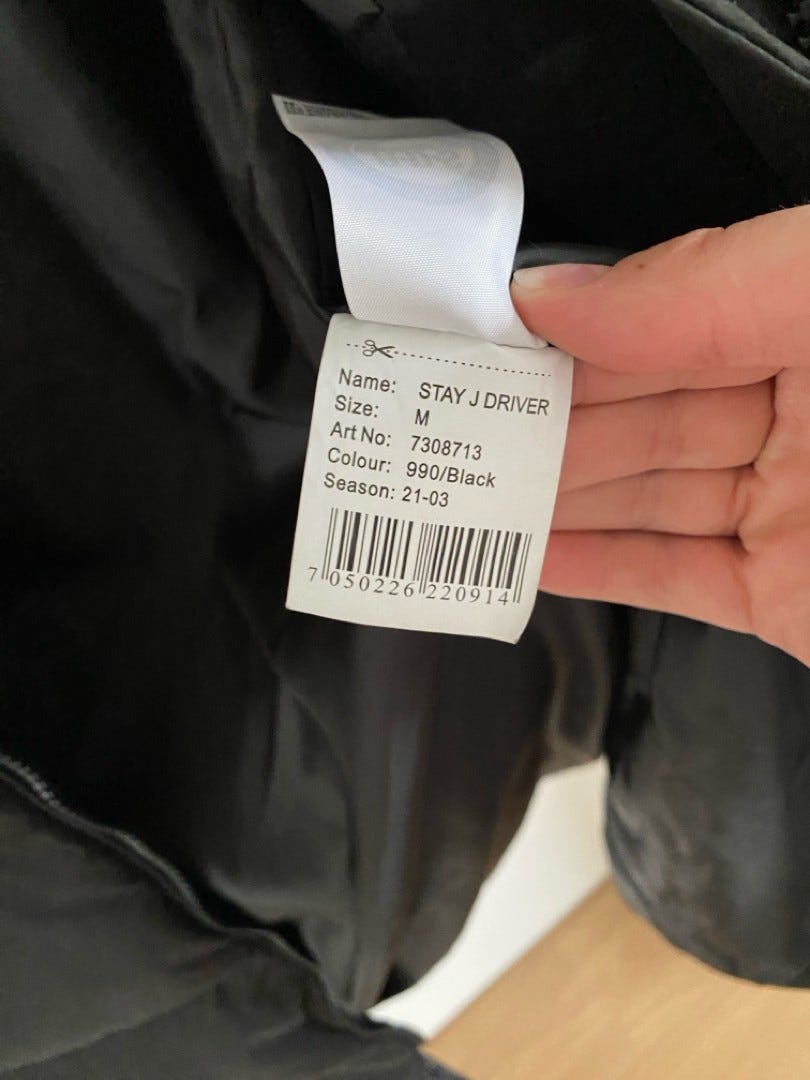 Name: STAY J DRIVER
Size: M
Art No: 7308713
Colour: 990/Black
Season: 21-03
7 050226 220914